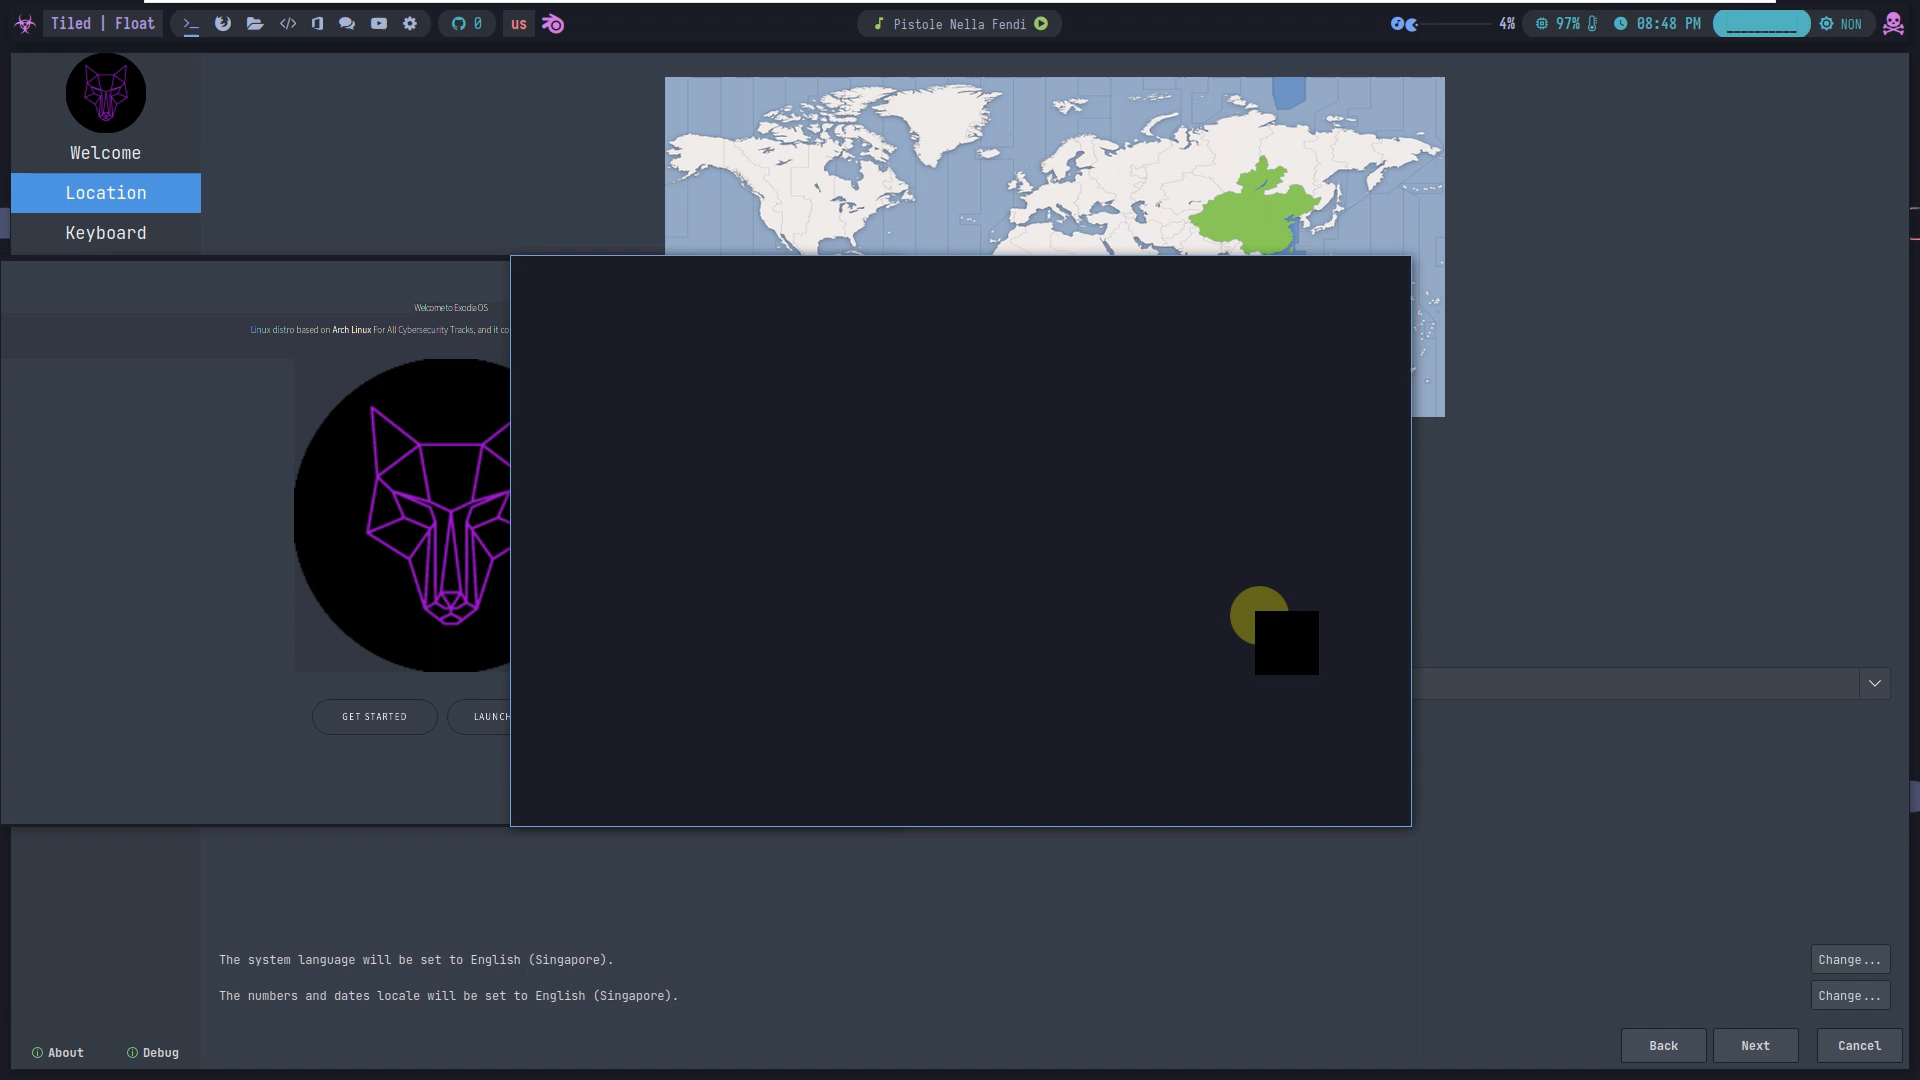 Tiled | Float
0
us
Pistole Nella Fendi
4%
97%
08:48 PM
NON
Welcome
Location
Keyboard
Welcome to Exodia OS
Linux distro based on Arch Linux For All Cybersecurity Tracks, and it co
GET STARTED
LAUNCH
The system language will be set to English (Singapore).
Change...
The numbers and dates locale will be set to English (Singapore).
Change...
About
Debug
Back
Next
Cancel